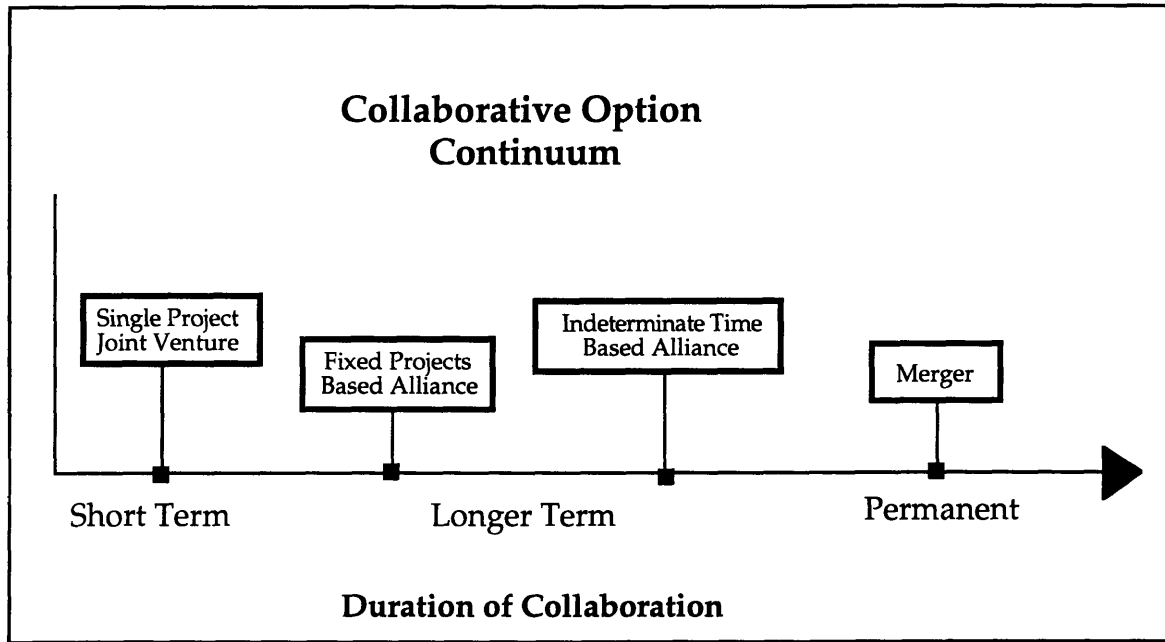 Collaborative Option
Continuum
Single Project
Joint Venture
Fixed Projects
Based Alliance
Indeterminate Time
Based Alliance
Merger
Short Term
Longer Term
Permanent
Duration of Collaboration